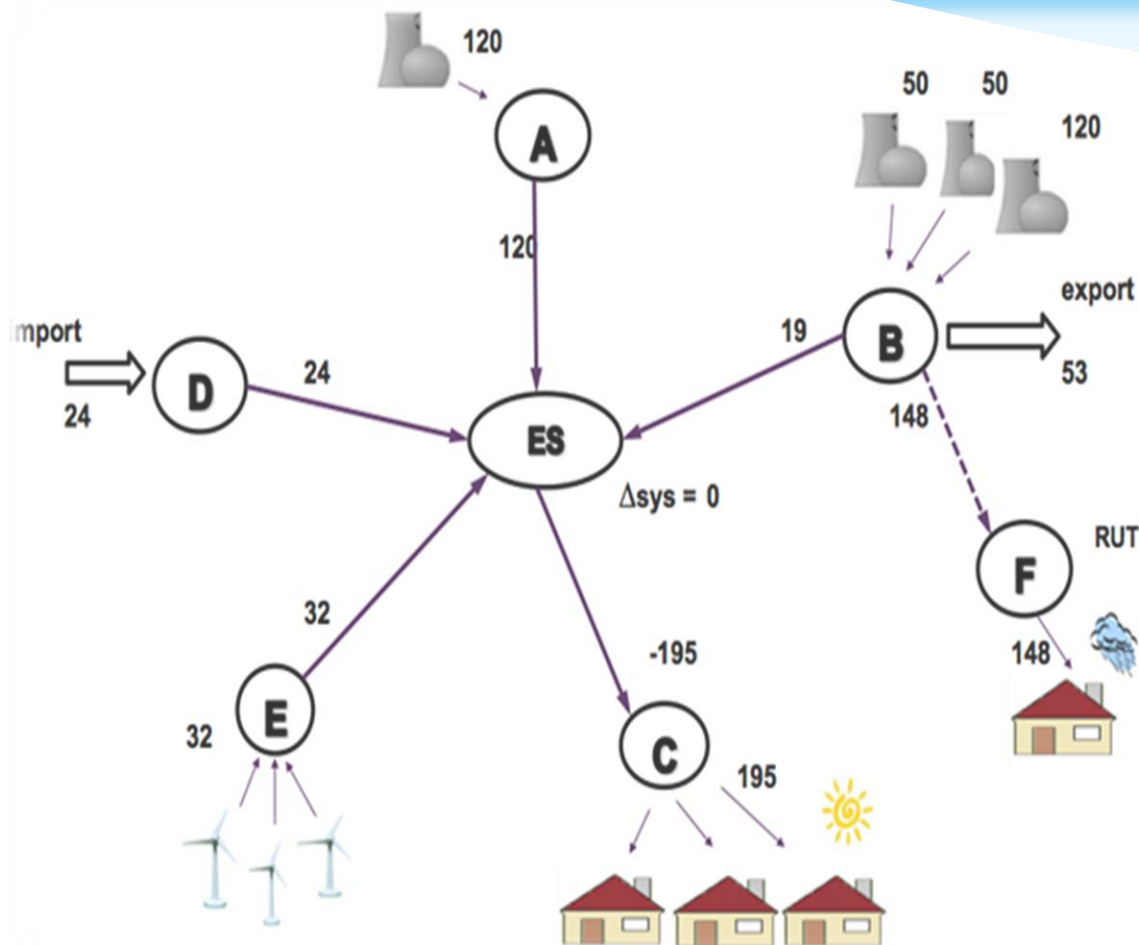 120
50 50
120
A
120
export
import
19
B
53
24
D
24
148
ES
Δsys = 0
F
RUT
32
-195
148
E
32
C
195